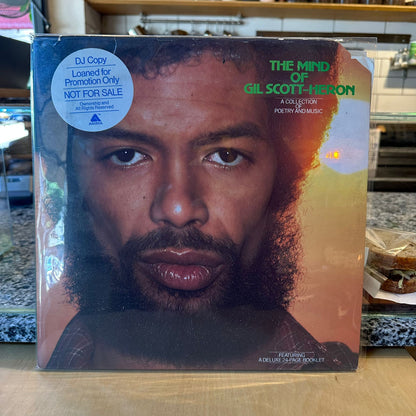 DJ Copy
Loaned for
Promotion Only
NOT FOR SALE
Ownership and
All Rights Reserved.
THE MIND
OF
GIL SCOTT-HERON
A COLLECTION
OF
POETRY AND MUSIC
FEATURING
A DELUXE 24-PAGE BOOKLET